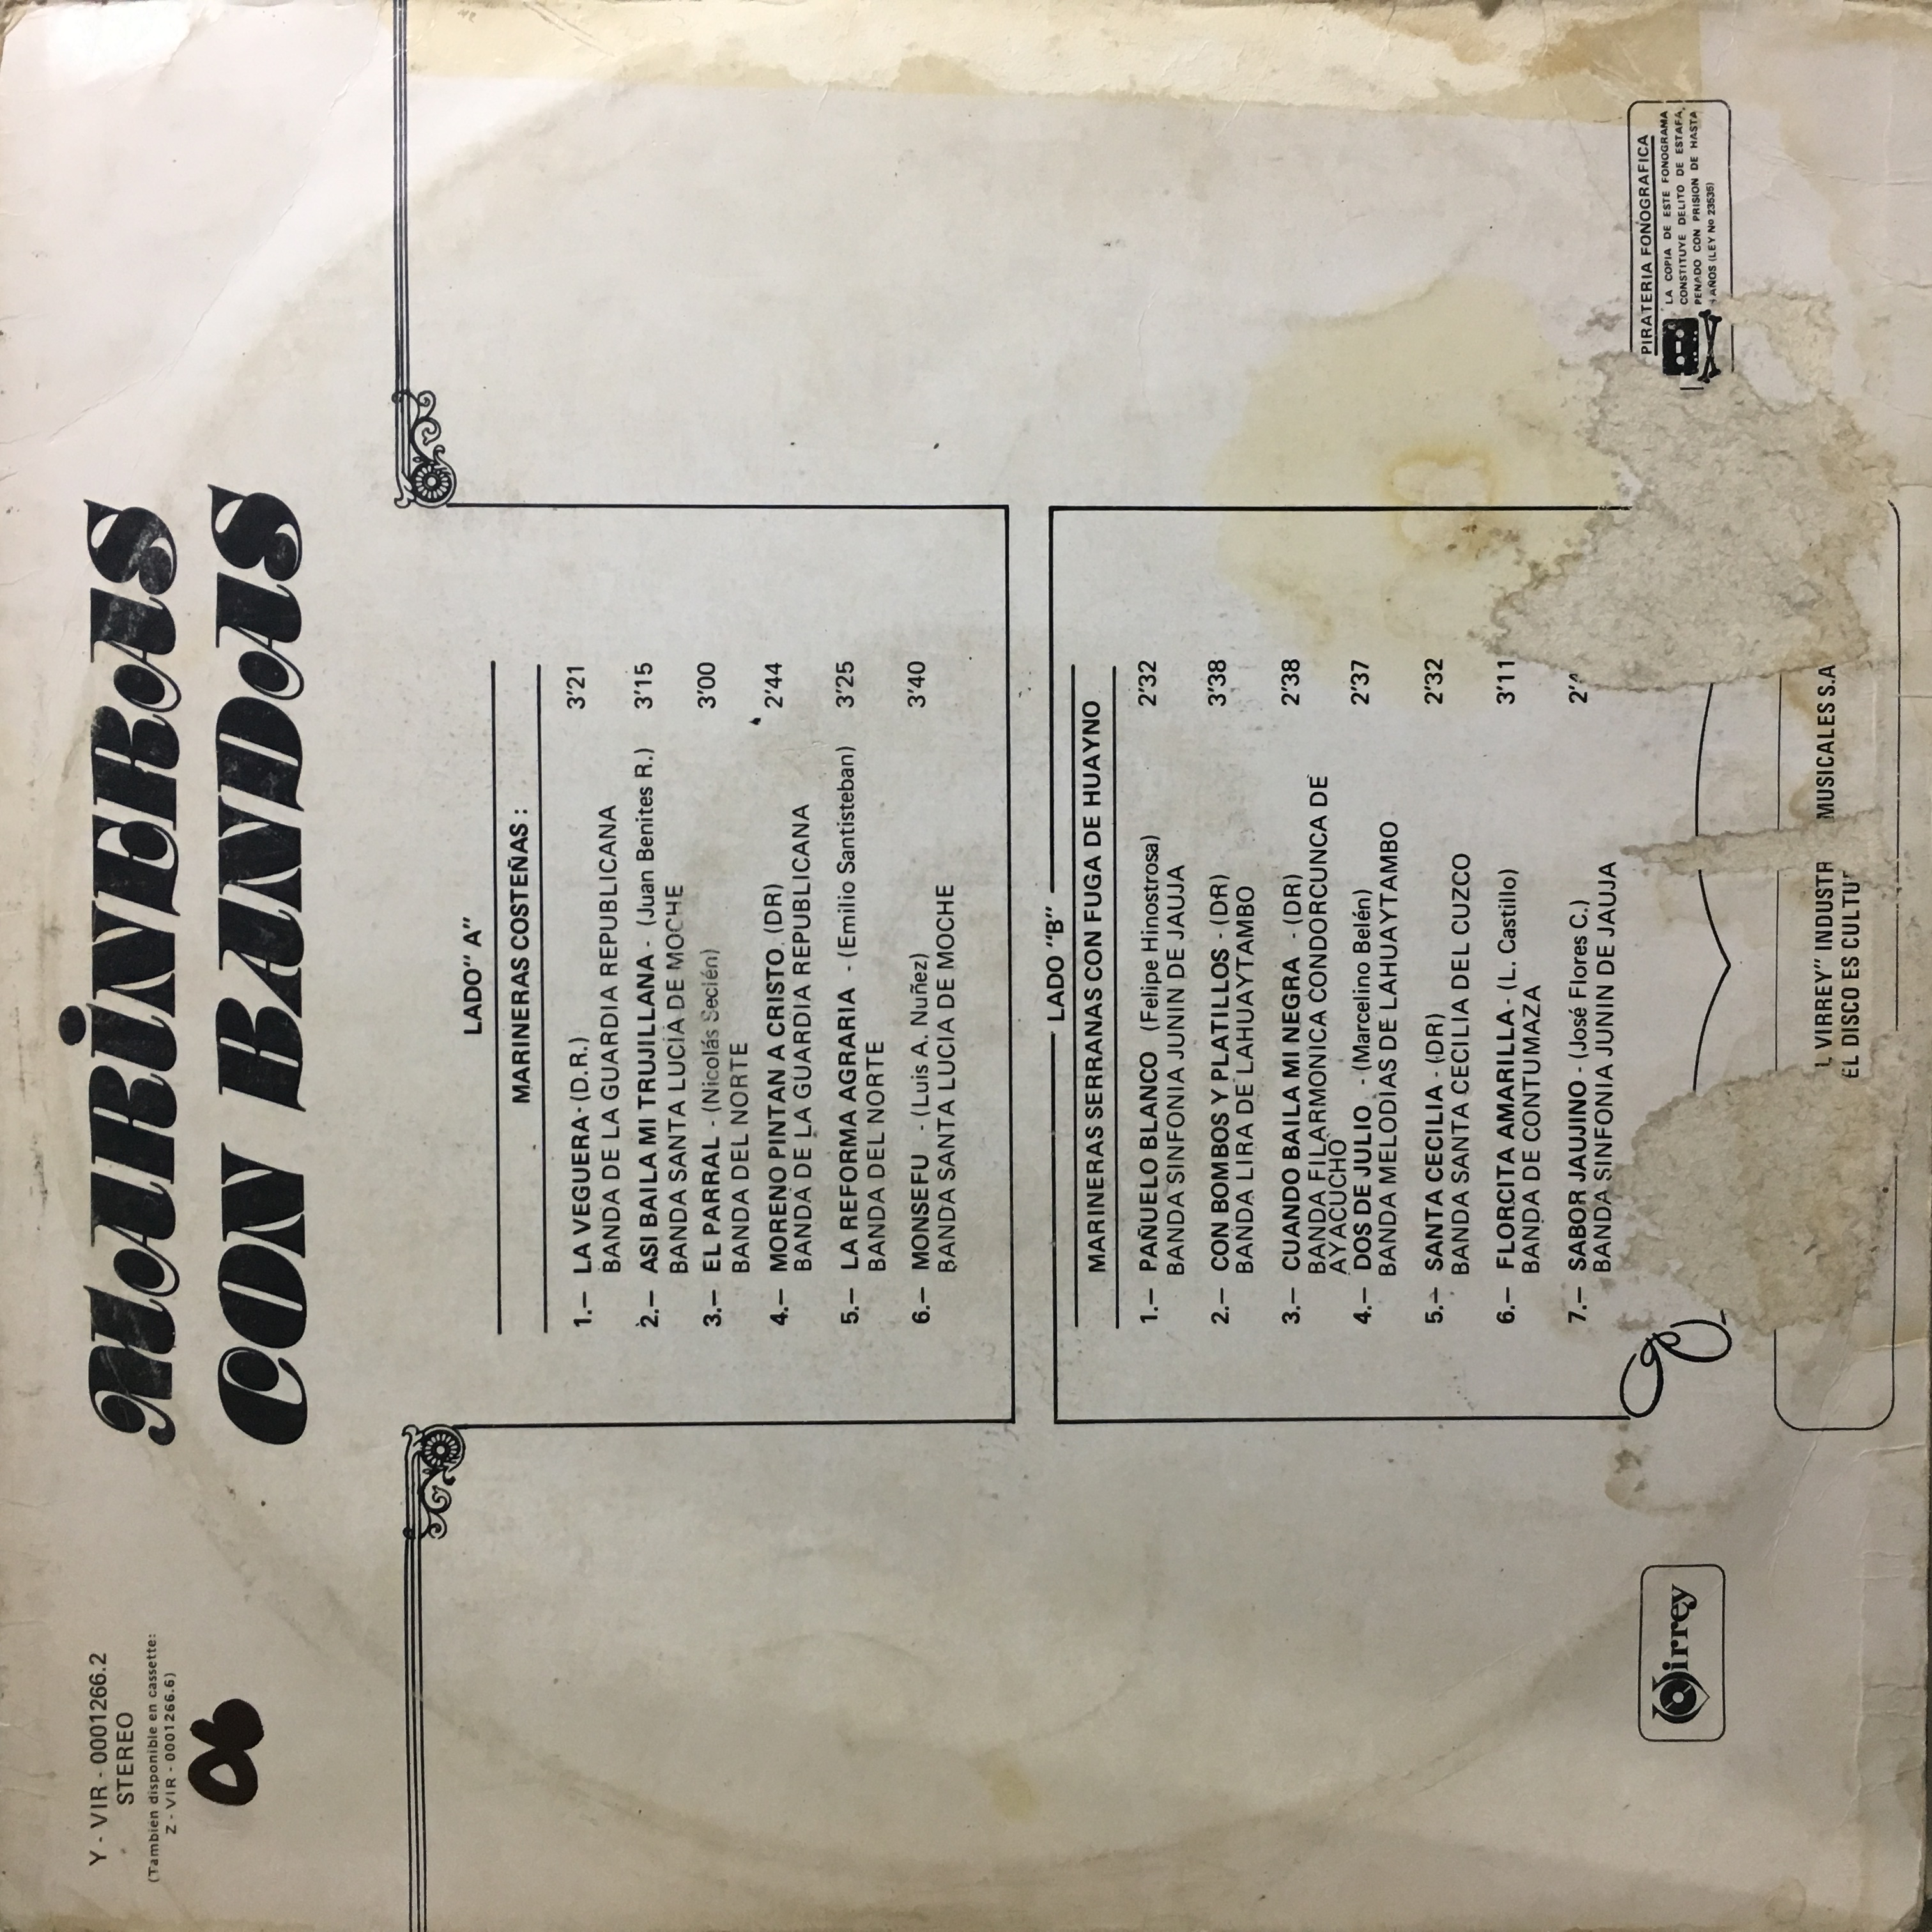 Y - VIR - 0001266.2
STEREO
(Tambien disponible en cassette:
Z - VIR - 0001266.6)
06
MARINERAS
CON BANDAS
LADO" A"
MARINERAS COSTEÑAS :
1.— LA VEGUERA - (D.R.) 3'21
BANDA DE LA GUARDIA REPUBLICANA
2.— ASI BAILA MI TRUJILLANA - (Juan Benites R.) 3'15
BANDA SANTA LUCIA DE MOCHE
3.— EL PARRAL - (Nicolás Seclén) 3'00
BANDA DEL NORTE
4.— MORENO PINTAN A CRISTO. (DR) 2'44
BANDA DE LA GUARDIA REPUBLICANA
5.— LA REFORMA AGRARIA - (Emilio Santisteban) 3'25
BANDA DEL NORTE
6.— MONSEFU - (Luis A. Nuñez) 3'40
BANDA SANTA LUCIA DE MOCHE
LADO "B"
MARINERAS SERRANAS CON FUGA DE HUAYNO
1.— PAÑUELO BLANCO (Felipe Hinostrosa) 2'32
BANDA SINFONIA JUNIN DE JAUJA
2.— CON BOMBOS Y PLATILLOS - (DR) 3'38
BANDA LIRA DE LAHUAYTAMBO
3.— CUANDO BAILA MI NEGRA - (DR) 2'38
BANDA FILARMONICA CONDORCUNCA DE
AYACUCHO
4.— DOS DE JULIO - (Marcelino Belén) 2'37
BANDA MELODIAS DE LAHUAYTAMBO
5.— SANTA CECILIA - (DR) 2'32
BANDA SANTA CECILIA DEL CUZCO
6.— FLORCITA AMARILLA - (L. Castillo) 3'11
BANDA DE CONTUMAZA
7.— SABOR JAUJINO - (José Flores C.) 2'
BANDA SINFONIA JUNIN DE JAUJA
Virrey
VIRREY" INDUSTR MUSICALES S.A
EL DISCO ES CULTU
PIRATERIA FONOGRAFICA
LA COPIA DE ESTE FONOGRAMA
CONSTITUYE DELITO DE ESTAFA,
PENADO CON PRISION DE HASTA
AÑOS (LEY Nº 23535)